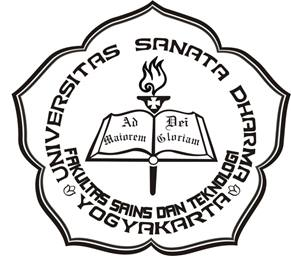 UNIVERSITAS SANATA DHARMA
Ad
Maiorem
Dei
Gloriam
FAKULTAS SAINS DAN TEKNOLOGI
YOGYAKARTA